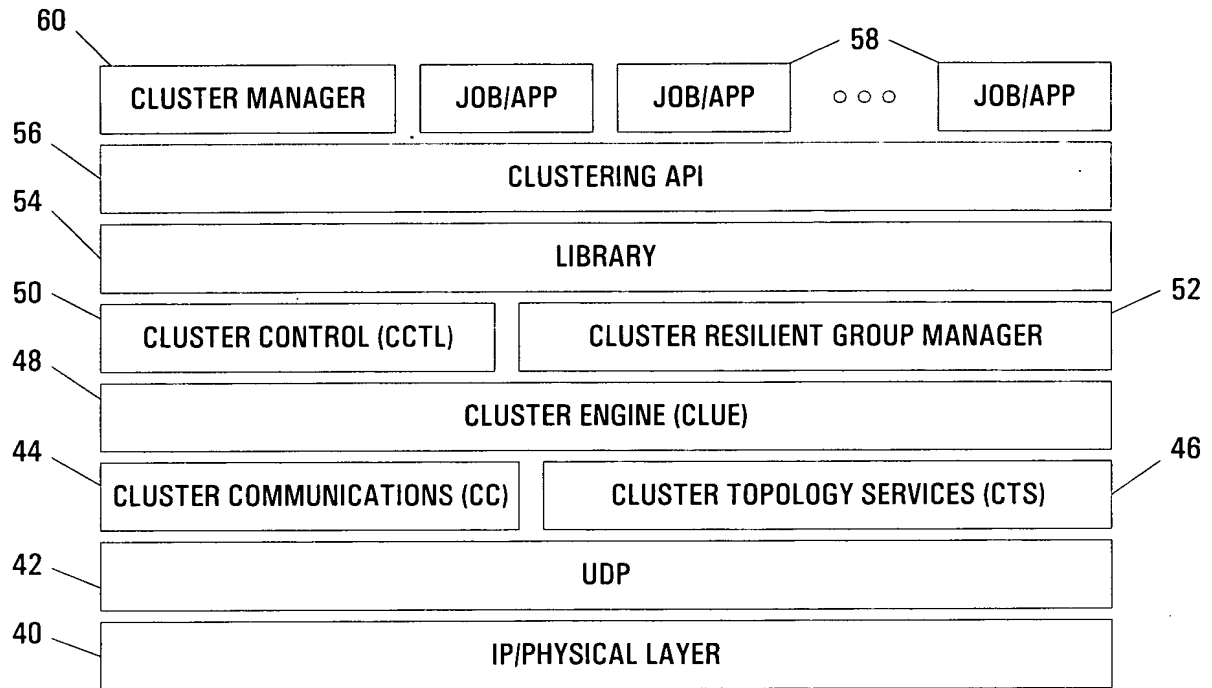 60
58
CLUSTER MANAGER
JOB/APP
JOB/APP
○ ○ ○
JOB/APP
56
CLUSTERING API
54
LIBRARY
50
52
CLUSTER CONTROL (CCTL)
CLUSTER RESILIENT GROUP MANAGER
48
CLUSTER ENGINE (CLUE)
44
46
CLUSTER COMMUNICATIONS (CC)
CLUSTER TOPOLOGY SERVICES (CTS)
42
UDP
40
IP/PHYSICAL LAYER